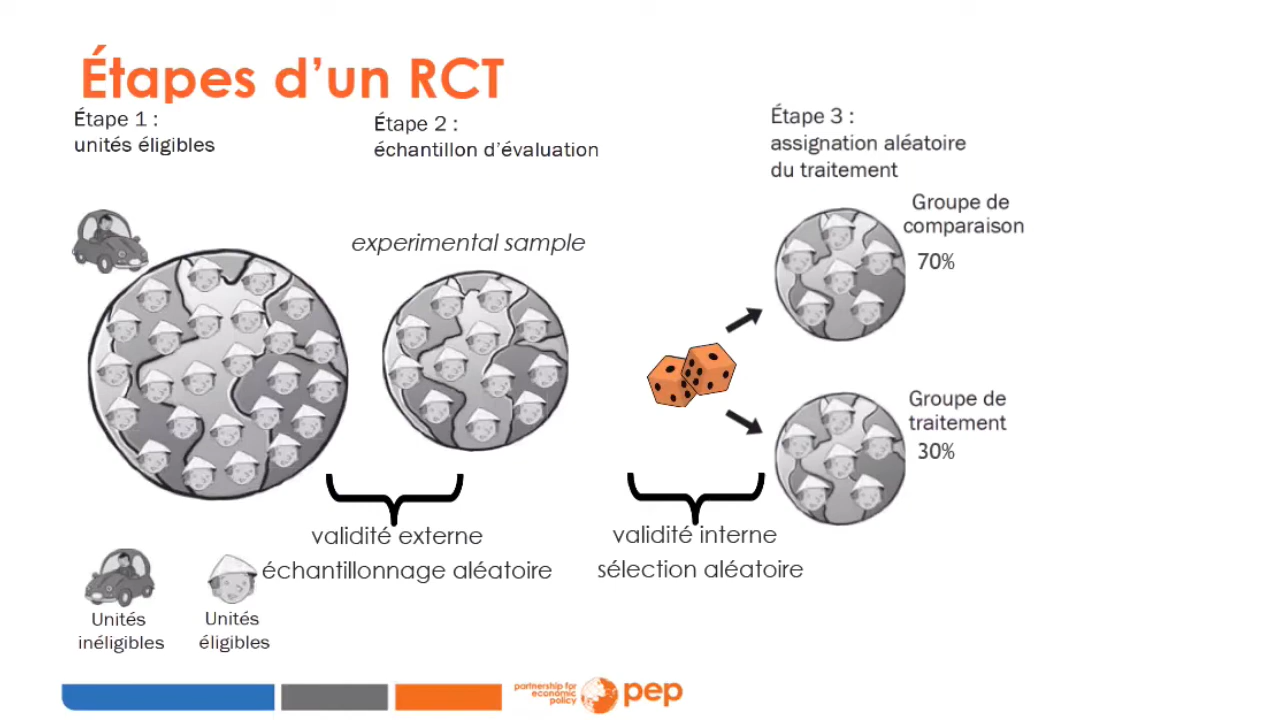 Étapes d’un RCT
Étape 1 :
unités éligibles
Étape 2 :
échantillon d’évaluation
Étape 3 :
assignation aléatoire
du traitement
experimental sample
Groupe de
comparaison
70%
Groupe de
traitement
30%
validité externe
échantillonnage aléatoire
validité interne
sélection aléatoire
Unités
inéligibles
Unités
éligibles
partnership for
economic
policy
pep